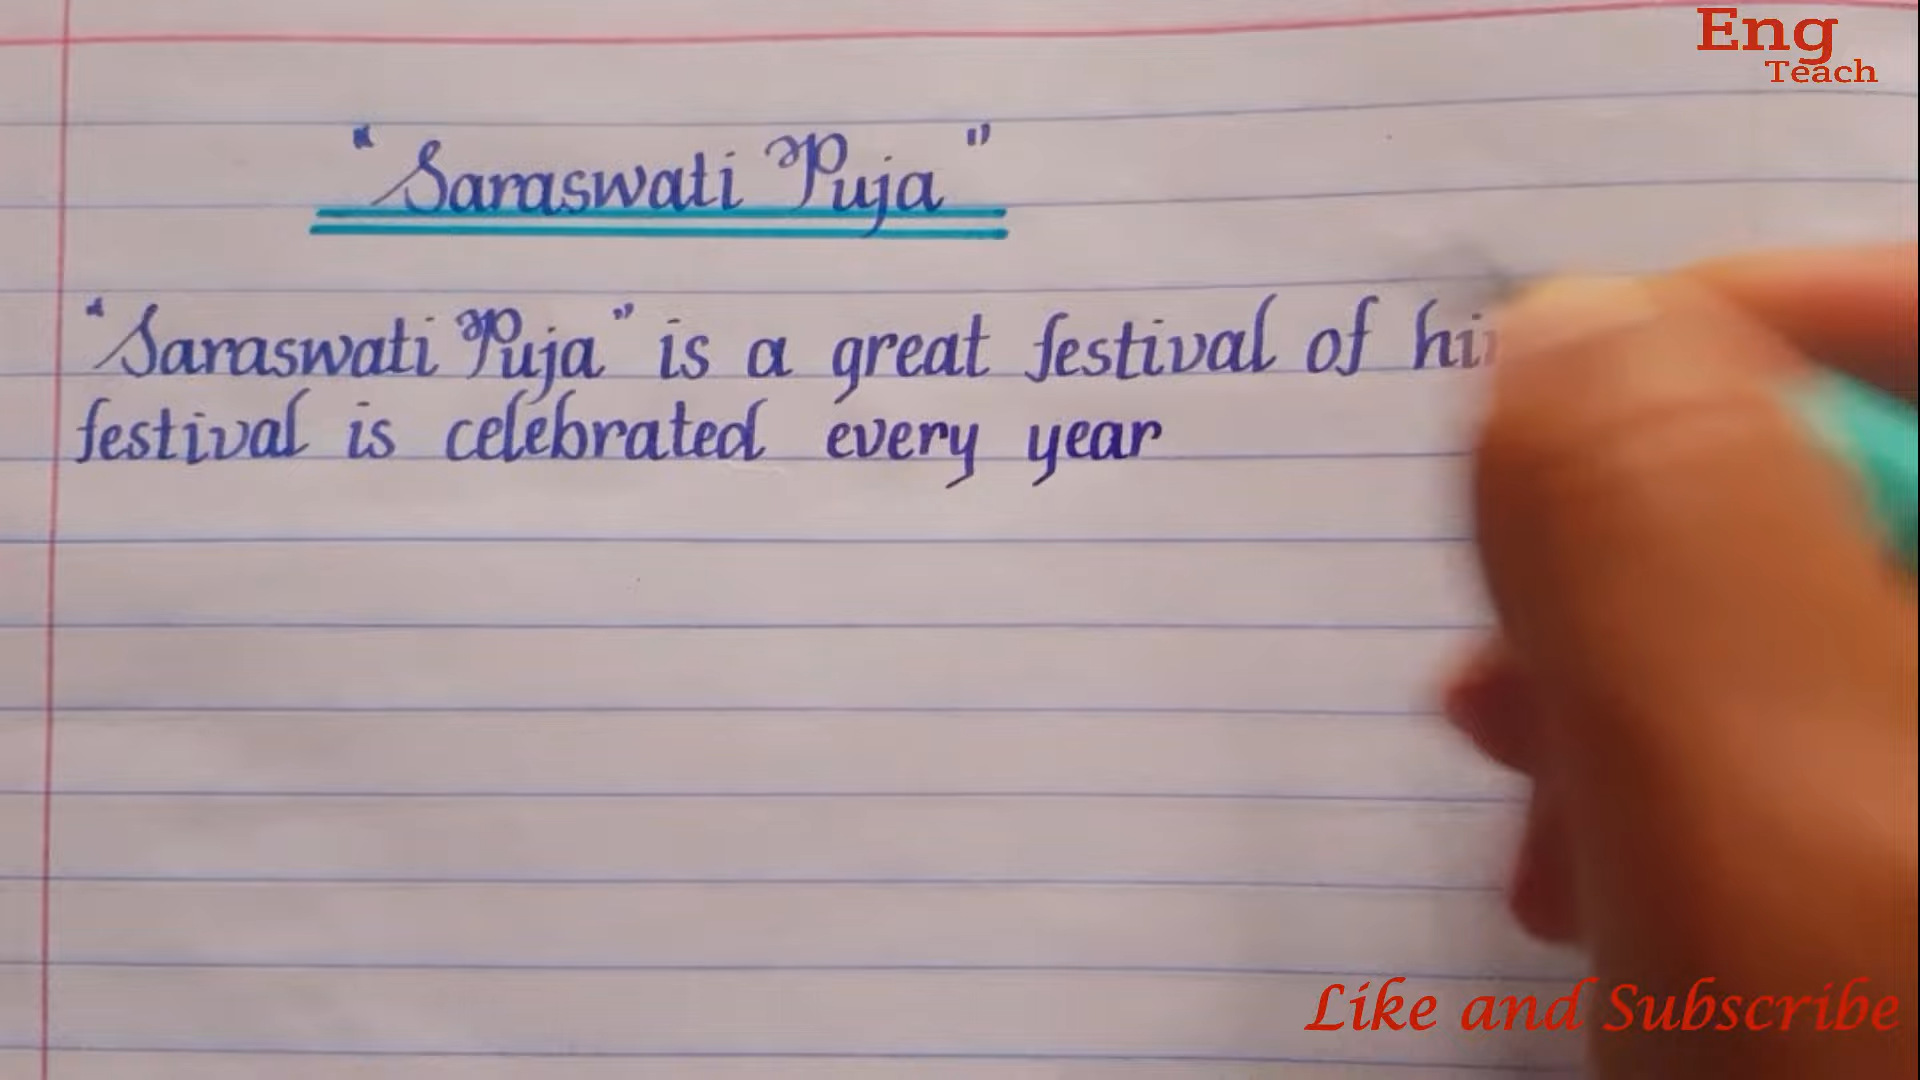 Eng
Teach
"Saraswati Puja"
"Saraswati Puja" is a great festival of
festival is celebrated every year
Like and Subscribe